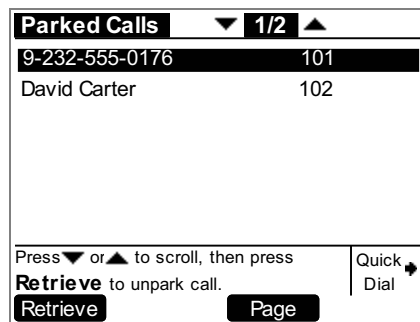 Parked Calls ▼ 1/2 ▲
9-232-555-0176 101
David Carter 102
Press▼ or▲ to scroll, then press
Retrieve to unpark call.
Quick
Dial
Retrieve Page